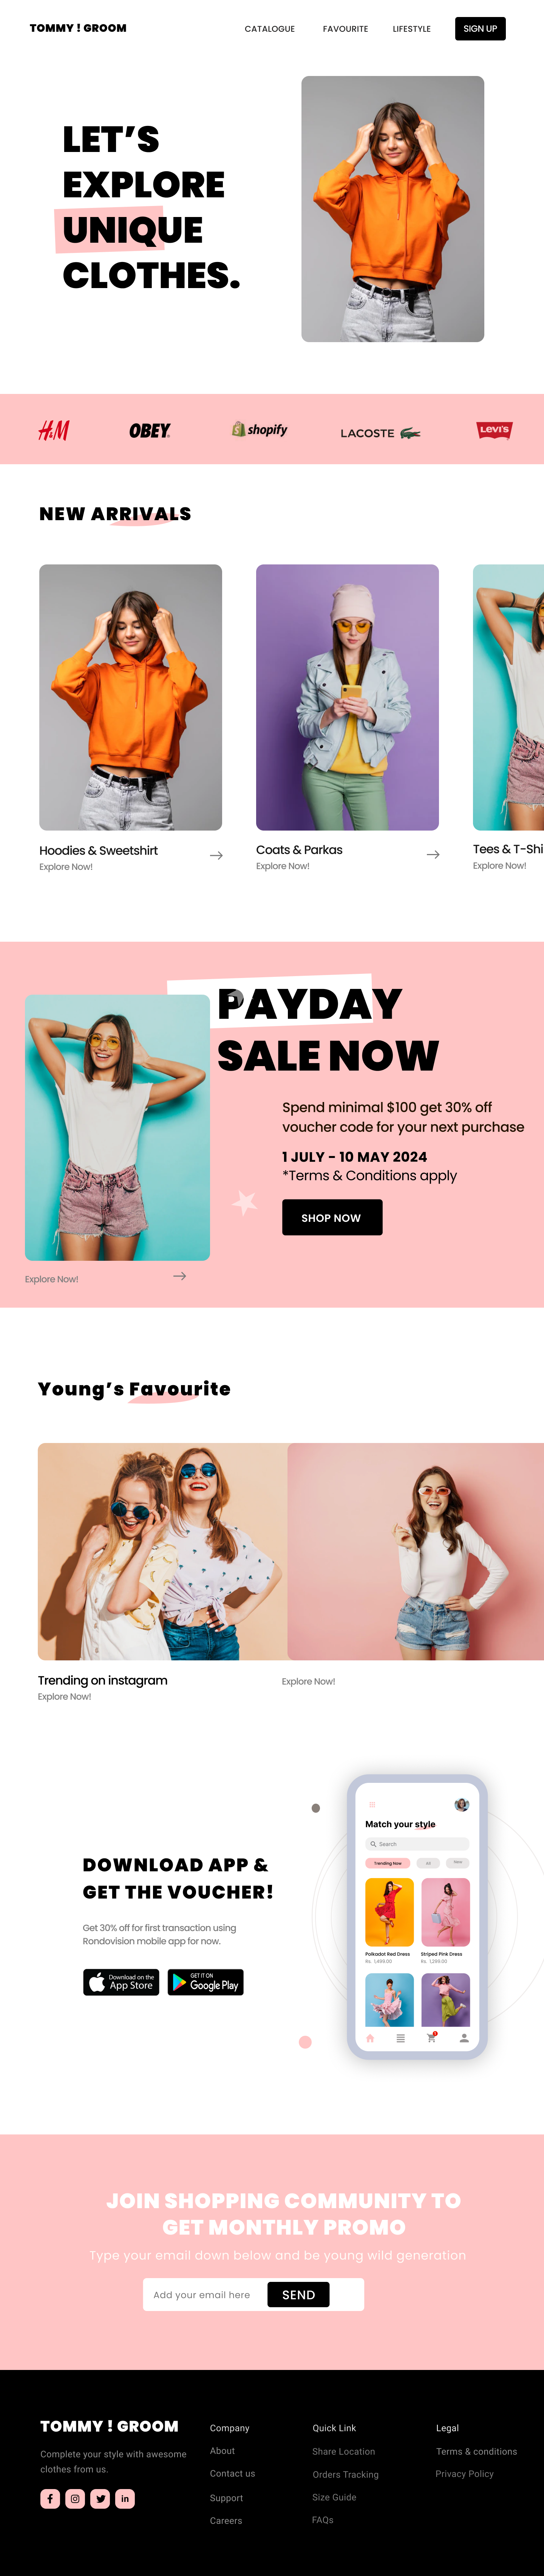 TOMMY ! GROOM
CATALOGUE
FAVOURITE
LIFESTYLE
SIGN UP
LET’S
EXPLORE
UNIQUE
CLOTHES.
H&M
OBEY
shopify
LACOSTE
Levi's
NEW ARRIVALS
Hoodies & Sweetshirt
Explore Now!
Coats & Parkas
Explore Now!
Tees & T-Shi
Explore Now!
PAYDAY
SALE NOW
Spend minimal $100 get 30% off
voucher code for your next purchase
1 JULY - 10 MAY 2024
*Terms & Conditions apply
SHOP NOW
Explore Now!
Young’s Favourite
Trending on instagram
Explore Now!
Explore Now!
DOWNLOAD APP &
GET THE VOUCHER!
Get 30% off for first transaction using
Rondovision mobile app for now.
Download on the
App Store
GET IT ON
Google Play
Match your style
Search
Trending Now
All
New
Polkadot Red Dress
Rs. 1,499.00
Striped Pink Dress
Rs. 1,299.00
JOIN SHOPPING COMMUNITY TO
GET MONTHLY PROMO
Type your email down below and be young wild generation
Add your email here
SEND
TOMMY ! GROOM
Complete your style with awesome
clothes from us.
Company
About
Contact us
Support
Careers
Quick Link
Share Location
Orders Tracking
Size Guide
FAQs
Legal
Terms & conditions
Privacy Policy